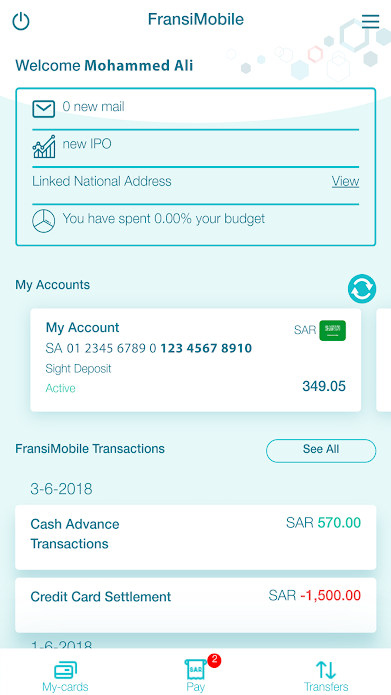 FransiMobile
Welcome Mohammed Ali
0 new mail
new IPO
Linked National Address View
You have spent 0.00% your budget
My Accounts
My Account SAR
SA 01 2345 6789 0 123 4567 8910
Sight Deposit
Active 349.05
FransiMobile Transactions See All
3-6-2018
Cash Advance SAR 570.00
Transactions
Credit Card Settlement SAR -1,500.00
1-6-2018
SAR 2
My-cards Pay Transfers